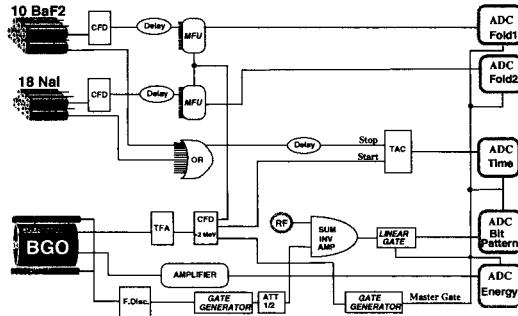 10 BaF2
CFD
Delay
MFU
ADC
Fold1
18 NaI
CFD
Delay
MFU
ADC
Fold2
OR
Delay
Stop
Start
TAC
ADC
Time
BGO
TFA
CFD
~2 MeV
RF
SUM
INV
AMP
LINEAR
GATE
ADC
Bit
Pattern
AMPLIFIER
ADC
Energy
F.Disc.
GATE
GENERATOR
ATT
1/2
GATE
GENERATOR
Master Gate